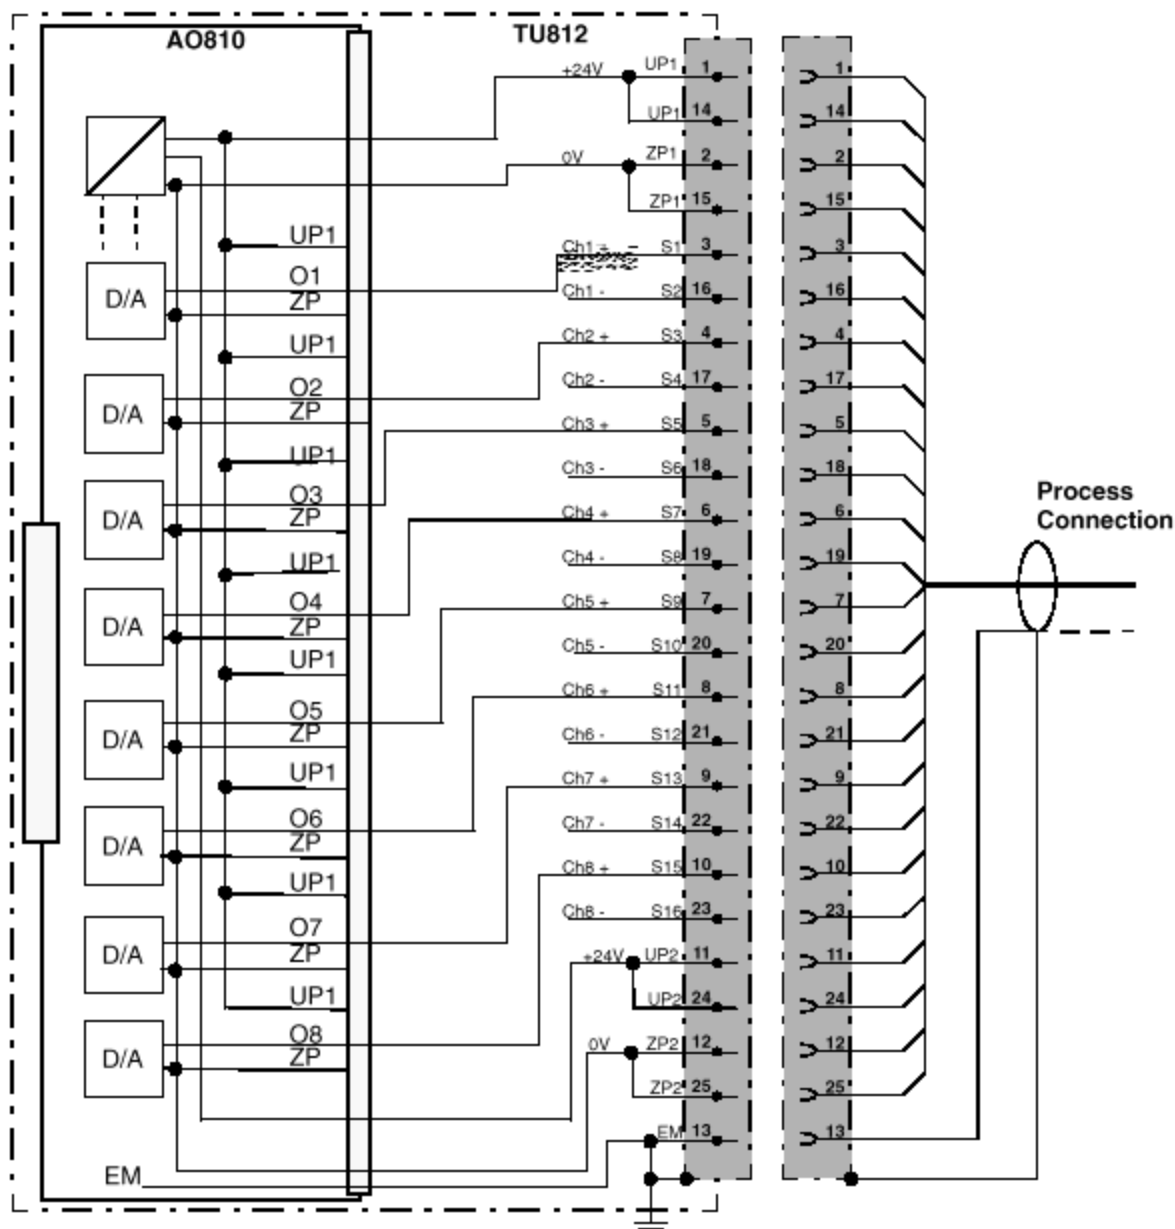 AO810 TU812
+24V UP1 1 1
UP1 14 14
0V ZP1 2 2
ZP1 15 15
UP1 Ch1 + S1 3 3
D/A O1 Ch1 - S2 16 16
ZP
UP1 Ch2 + S3 4 4
D/A O2 Ch2 - S4 17 17
ZP Ch3 + S5 5 5
UP1 Ch3 - S6 18 18
Process
Connection
D/A O3 Ch4 + S7 6 6
ZP
UP1 Ch4 - S8 19 19
D/A O4 Ch5 + S9 7 7
ZP Ch5 - S10 20 20
UP1 Ch6 + S11 8 8
D/A O5 Ch6 - S12 21 21
ZP
UP1 Ch7 + S13 9 9
D/A O6 Ch7 - S14 22 22
ZP Ch8 + S15 10 10
UP1 Ch8 - S16 23 23
D/A O7 +24V UP2 11 11
ZP
UP1 UP2 24 24
D/A O8 0V ZP2 12 12
ZP ZP2 25 25
EM 13 13
EM